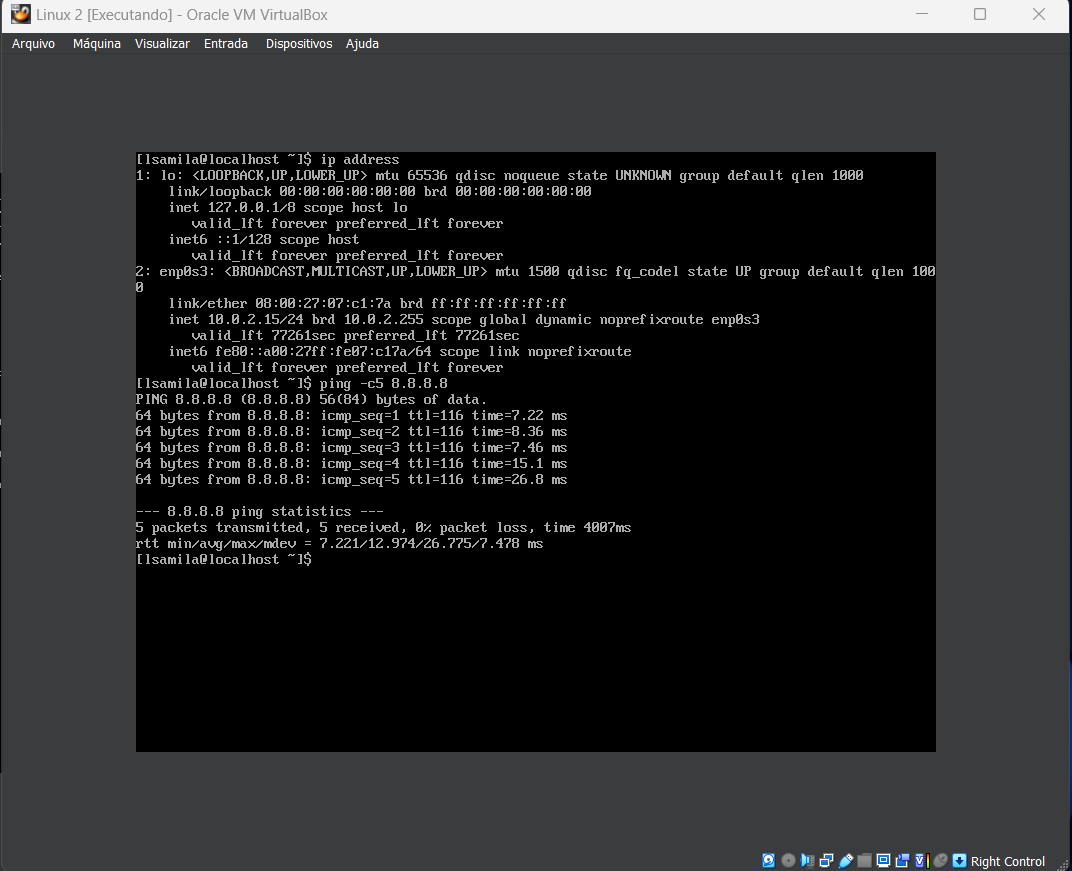 Linux 2 [Executando] - Oracle VM VirtualBox
Arquivo Máquina Visualizar Entrada Dispositivos Ajuda
[lsamila@localhost ~]$ ip address
1: lo: <LOOPBACK,UP,LOWER_UP> mtu 65536 qdisc noqueue state UNKNOWN group default qlen 1000
    link/loopback 00:00:00:00:00:00 brd 00:00:00:00:00:00
    inet 127.0.0.1/8 scope host lo
       valid_lft forever preferred_lft forever
    inet6 ::1/128 scope host
       valid_lft forever preferred_lft forever
2: enp0s3: <BROADCAST,MULTICAST,UP,LOWER_UP> mtu 1500 qdisc fq_codel state UP group default qlen 100
0
    link/ether 08:00:27:07:c1:7a brd ff:ff:ff:ff:ff:ff
    inet 10.0.2.15/24 brd 10.0.2.255 scope global dynamic noprefixroute enp0s3
       valid_lft 77261sec preferred_lft 77261sec
    inet6 fe80::a00:27ff:fe07:c17a/64 scope link noprefixroute
       valid_lft forever preferred_lft forever
[lsamila@localhost ~]$ ping -c5 8.8.8.8
PING 8.8.8.8 (8.8.8.8) 56(84) bytes of data.
64 bytes from 8.8.8.8: icmp_seq=1 ttl=116 time=7.22 ms
64 bytes from 8.8.8.8: icmp_seq=2 ttl=116 time=8.36 ms
64 bytes from 8.8.8.8: icmp_seq=3 ttl=116 time=7.46 ms
64 bytes from 8.8.8.8: icmp_seq=4 ttl=116 time=15.1 ms
64 bytes from 8.8.8.8: icmp_seq=5 ttl=116 time=26.8 ms
--- 8.8.8.8 ping statistics ---
5 packets transmitted, 5 received, 0% packet loss, time 4007ms
rtt min/avg/max/mdev = 7.221/12.974/26.775/7.478 ms
[lsamila@localhost ~]$
Right Control